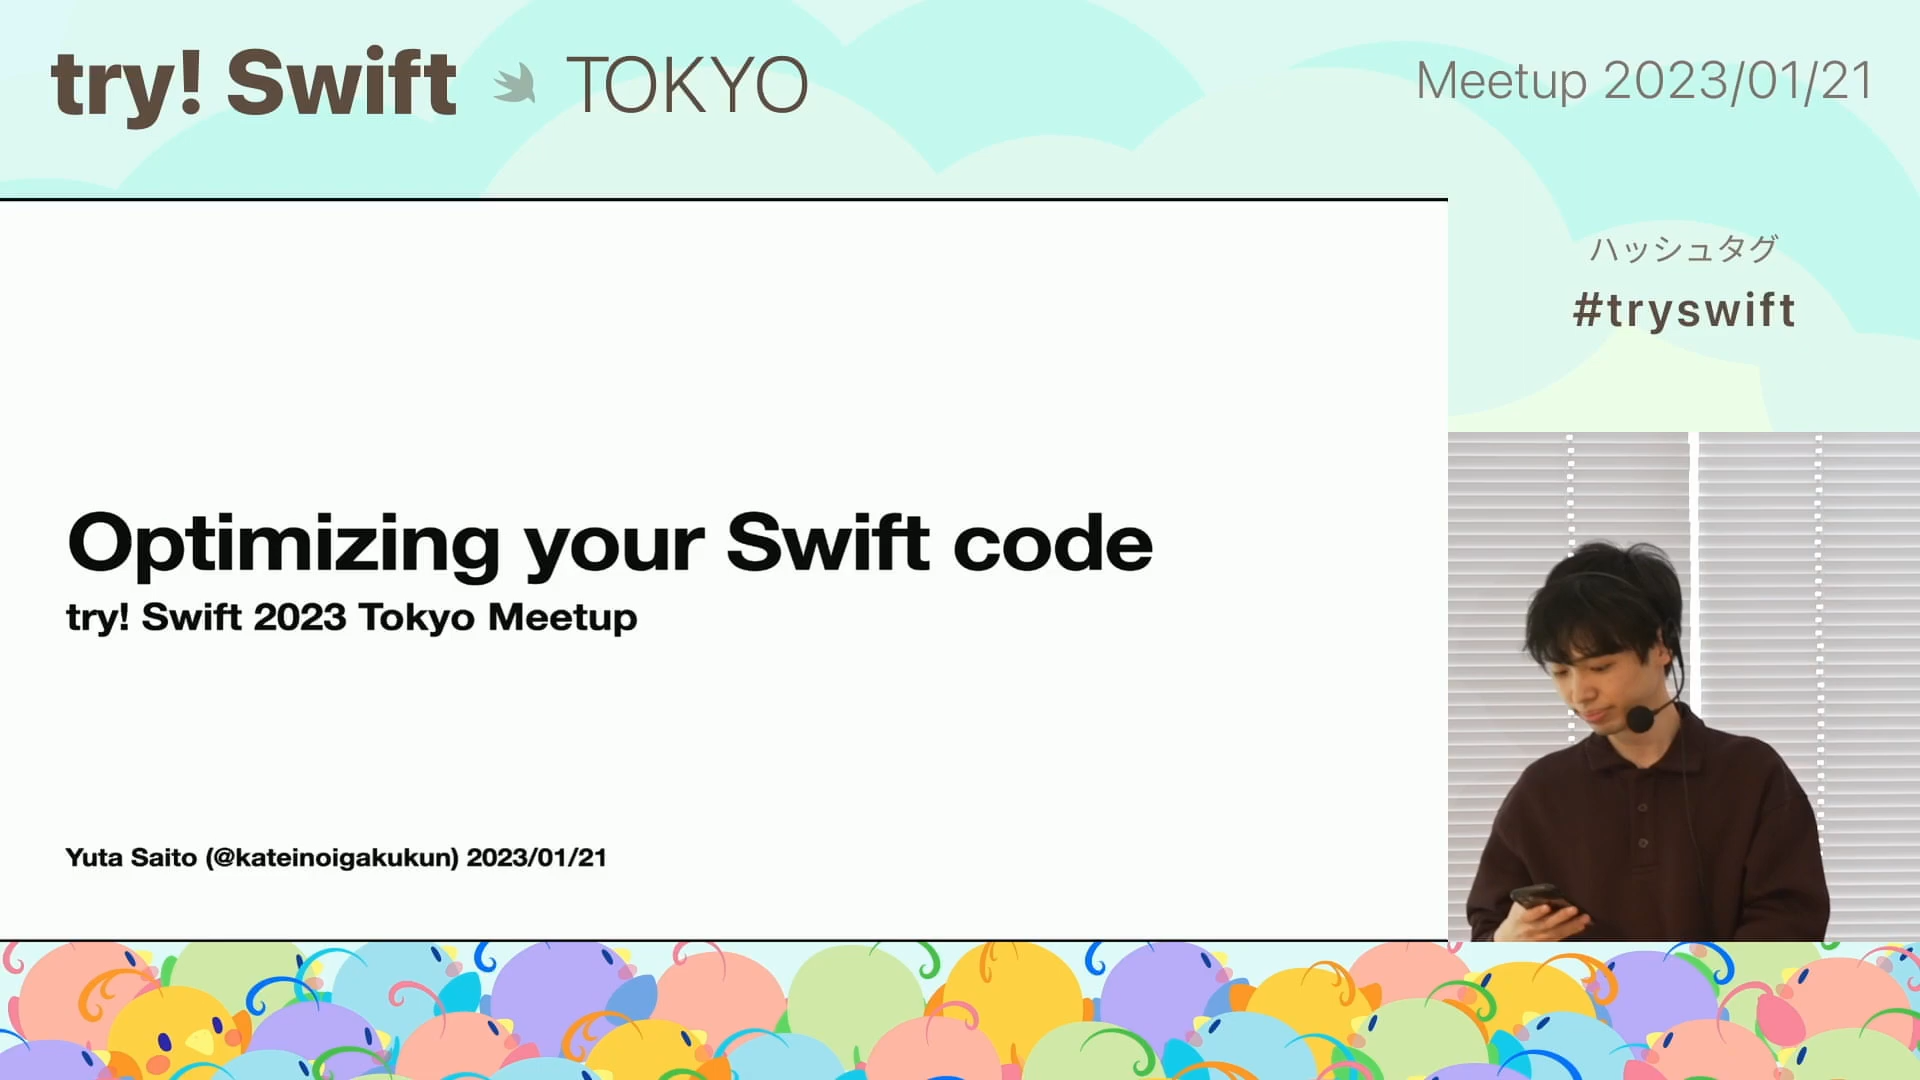 try! Swift TOKYO
Meetup 2023/01/21
ハッシュタグ
#tryswift
Optimizing your Swift code
try! Swift 2023 Tokyo Meetup
Yuta Saito (@kateinoigakukun) 2023/01/21